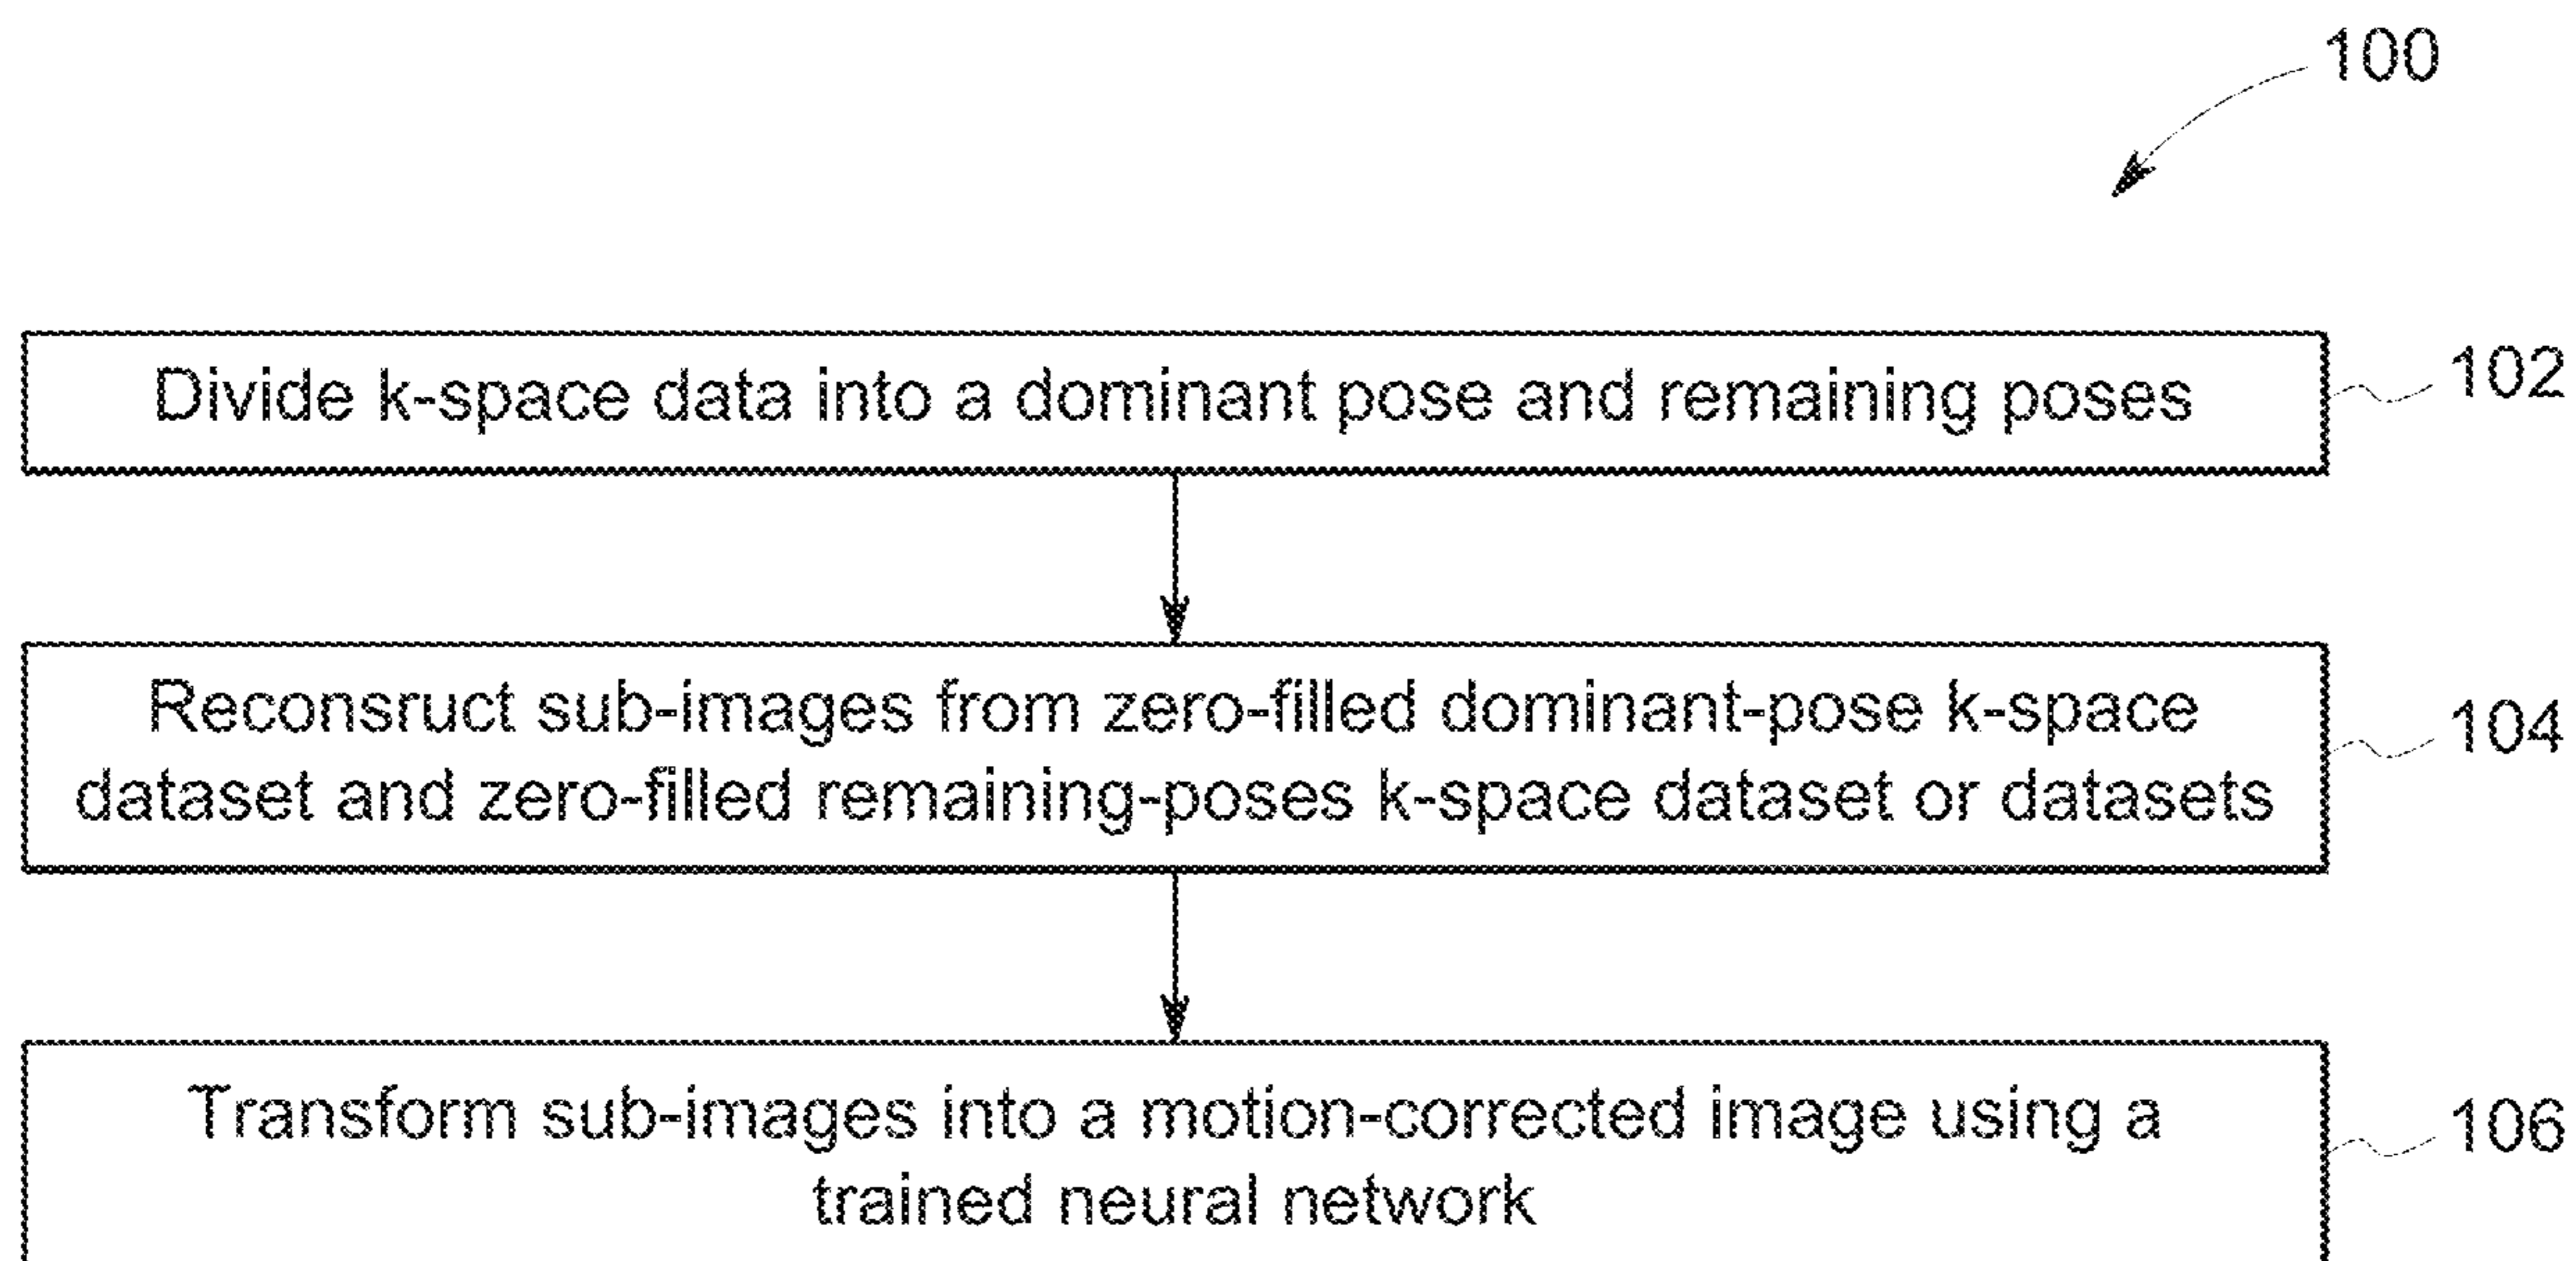 100
Divide k-space data into a dominant pose and remaining poses
102
Reconsruct sub-images from zero-filled dominant-pose k-space
dataset and zero-filled remaining-poses k-space dataset or datasets
104
Transform sub-images into a motion-corrected image using a
trained neural network
106